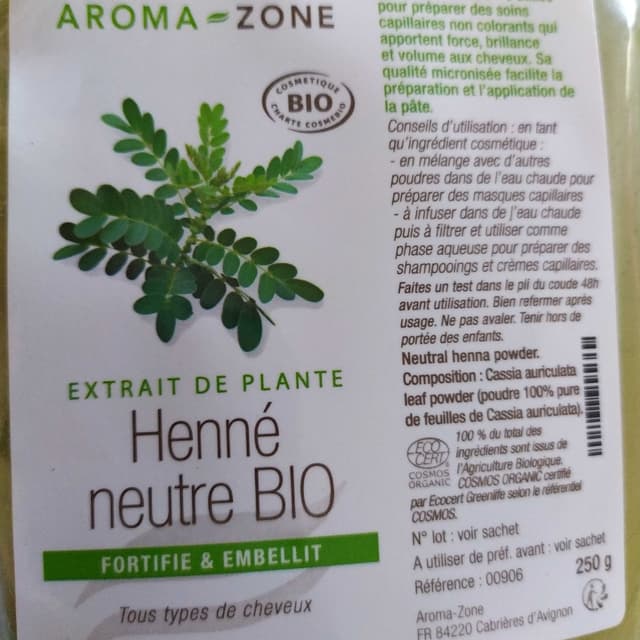 AROMA-ZONE
COSMETIQUE
BIO
CHARTE COSMEBIO
EXTRAIT DE PLANTE
Henné
neutre BIO
FORTIFIE & EMBELLIT
Tous types de cheveux
pour préparer des soins
capillaires non colorants qui
apportent force, brillance
et volume aux cheveux. Sa
qualité micronisée facilite la
préparation et l'application de
la pâte.
Conseils d'utilisation : en tant
qu'ingrédient cosmétique :
- en mélange avec d'autres
poudres dans de l'eau chaude pour
préparer des masques capillaires
- à infuser dans de l'eau chaude
puis à filtrer et utiliser comme
phase aqueuse pour préparer des
shampooings et crèmes capillaires.
Faites un test dans le pli du coude 48h
avant utilisation. Bien refermer après
usage. Ne pas avaler. Tenir hors de
portée des enfants.
Neutral henna powder.
Composition : Cassia auriculata
leaf powder (poudre 100% pure
de feuilles de Cassia auriculata).
ECO
CERT
COSMOS
ORGANIC
100 % du total des
ingrédients sont issus de
l'Agriculture Biologique.
COSMOS ORGANIC certifié
par Ecocert Greenlife selon le référentiel
COSMOS.
N° lot : voir sachet
A utiliser de préf. avant : voir sachet
Référence : 00906
250 g
Aroma-Zone
FR 84220 Cabrières d'Avignon